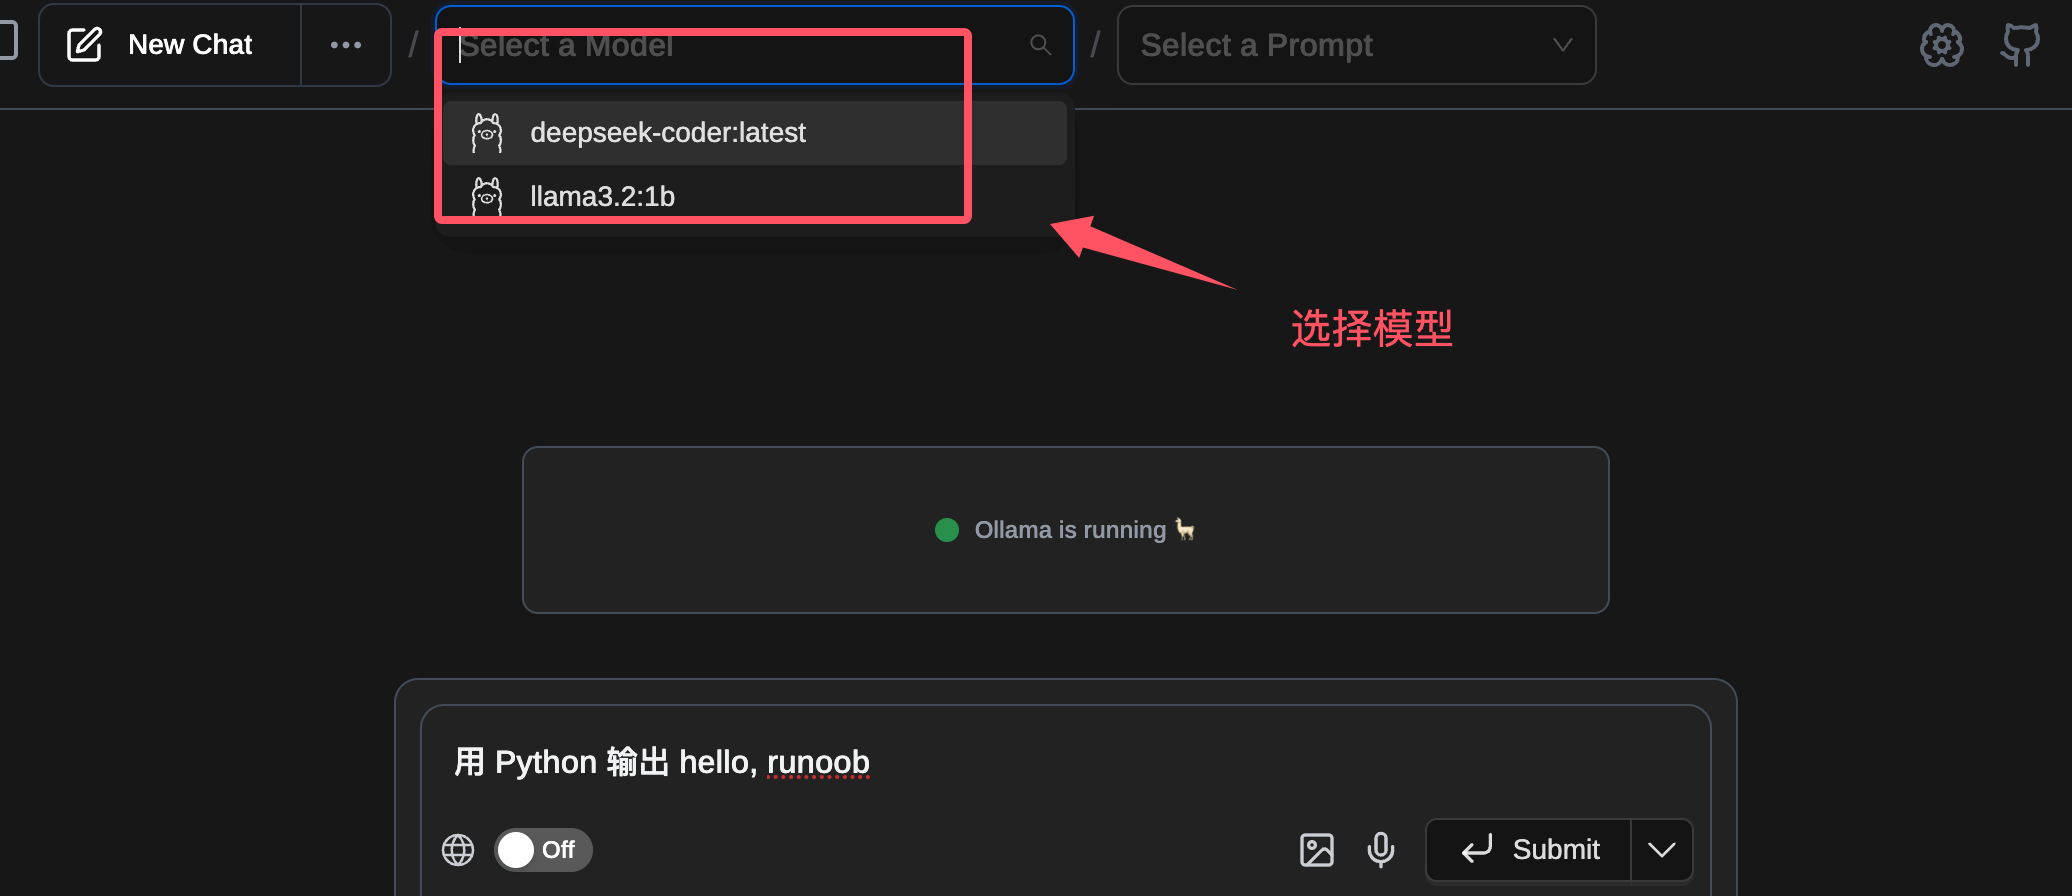 New Chat
/
Select a Model
/
Select a Prompt
deepseek-coder:latest
llama3.2:1b
选择模型
Ollama is running 🦙
用 Python 输出 hello, runoob
Off
Submit